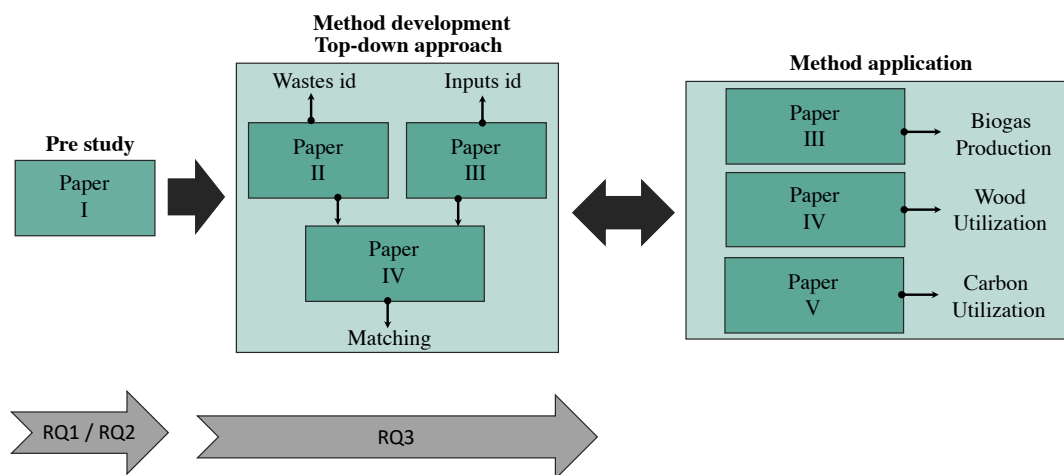 Pre study
Paper
I
Method development
Top-down approach
Wastes id
Inputs id
Paper
II
Paper
III
Paper
IV
Matching
Method application
Paper
III
Biogas
Production
Paper
IV
Wood
Utilization
Paper
V
Carbon
Utilization
RQ1 / RQ2
RQ3